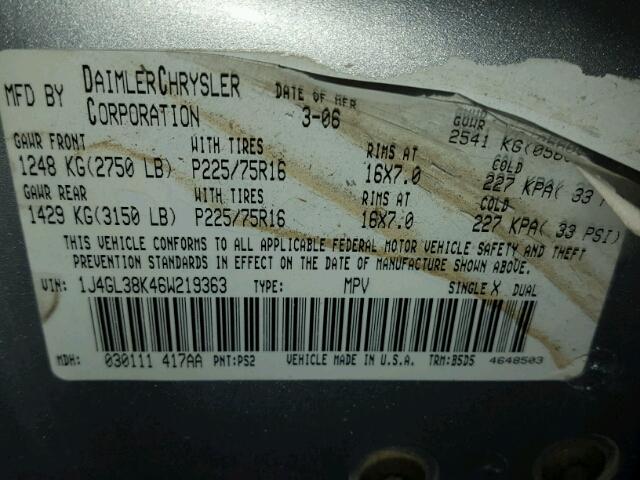 MFD BY DAIMLERCHRYSLER CORPORATION DATE OF MFR 3-06 GVWR
2541 KG(0560
GAWR FRONT WITH TIRES RIMS AT COLD
1248 KG(2750 LB) P225/75R16 16X7.0 227 KPA( 33
GAWR REAR WITH TIRES RIMS AT COLD
1429 KG(3150 LB) P225/75R16 16X7.0 227 KPA( 33 PSI)
THIS VEHICLE CONFORMS TO ALL APPLICABLE FEDERAL MOTOR VEHICLE SAFETY AND THEFT
PREVENTION STANDARDS IN EFFECT ON THE DATE OF MANUFACTURE SHOWN ABOVE.
VIN: 1J4GL38K46W219363 TYPE: MPV SINGLE X DUAL
MDH: 030111 417AA PNT:PS2 VEHICLE MADE IN U.S.A. TRM:B5D5 4648503